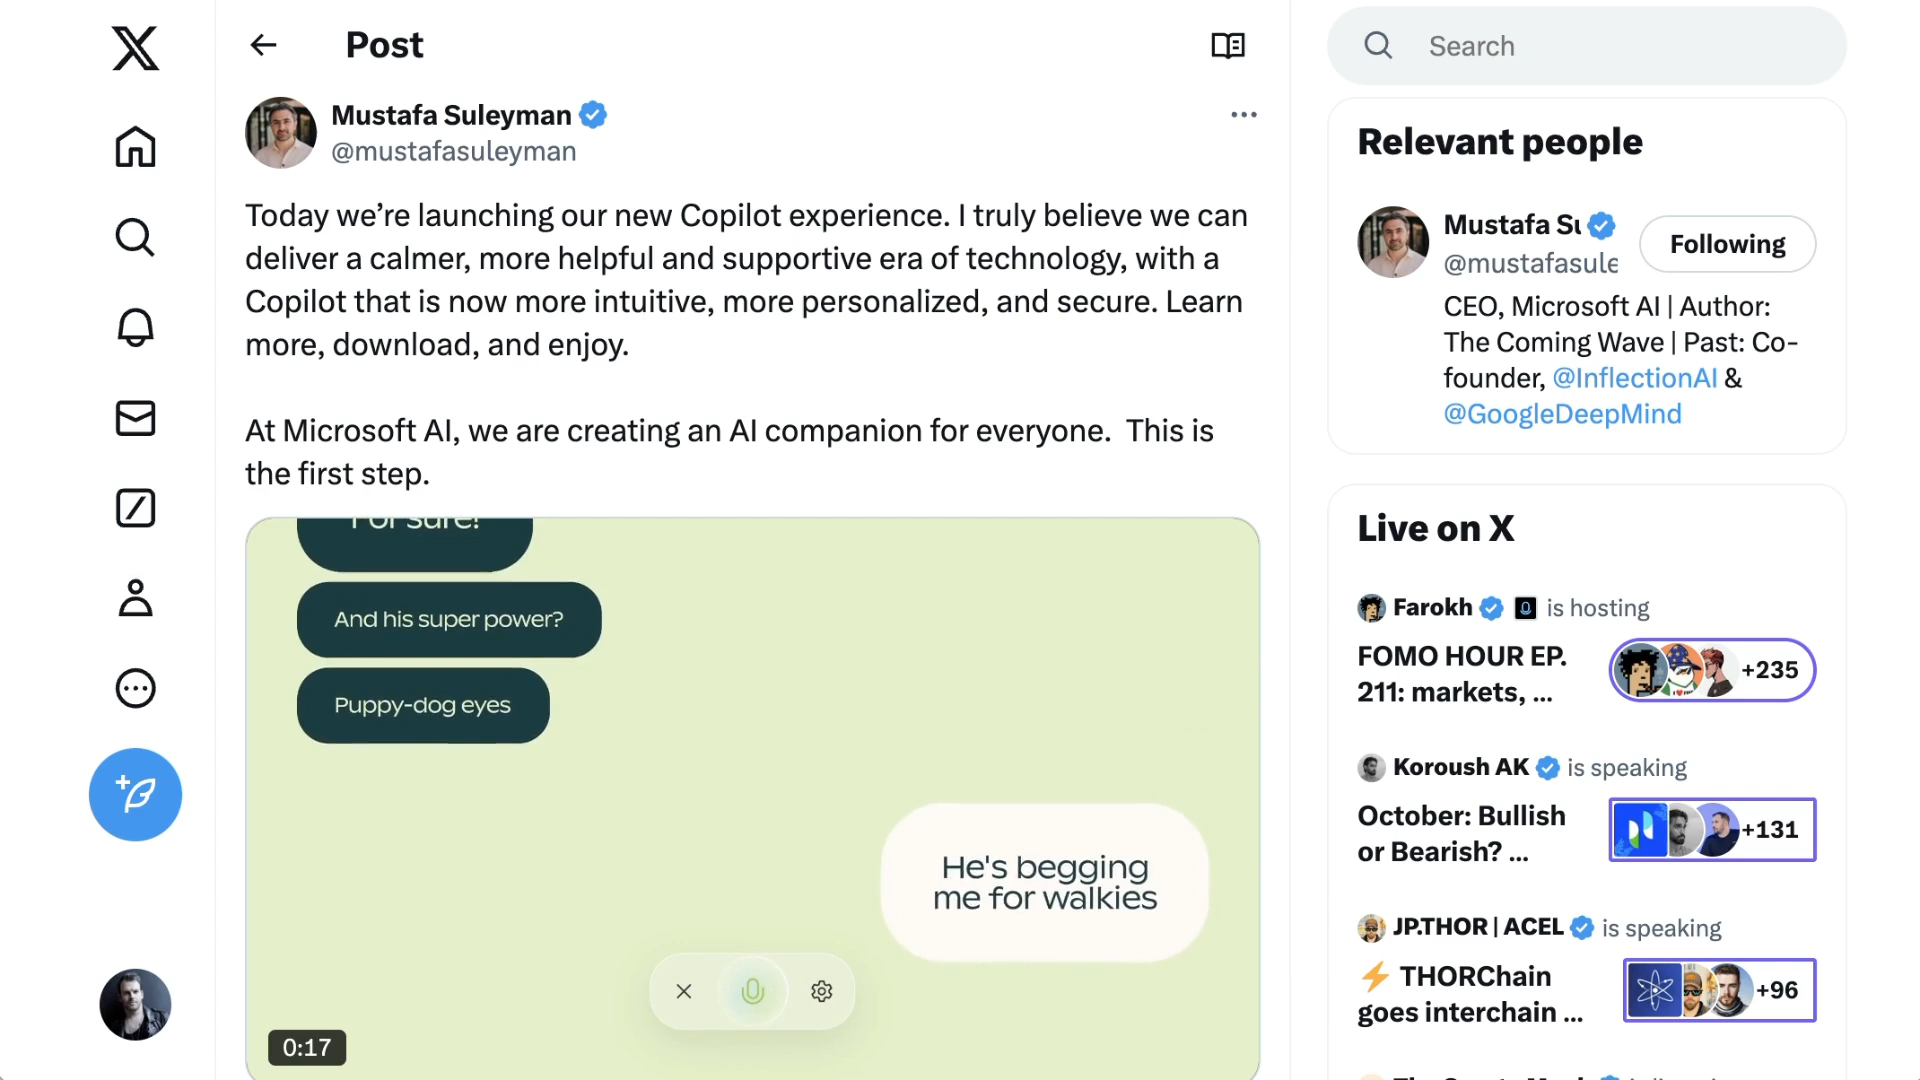 Post
Mustafa Suleyman
@mustafasuleyman
Today we’re launching our new Copilot experience. I truly believe we can
deliver a calmer, more helpful and supportive era of technology, with a
Copilot that is now more intuitive, more personalized, and secure. Learn
more, download, and enjoy.
At Microsoft AI, we are creating an AI companion for everyone.  This is
the first step.
For sure!
And his super power?
Puppy-dog eyes
He's begging
me for walkies
0:17
Search
Relevant people
Mustafa Su
@mustafasule
Following
CEO, Microsoft AI | Author:
The Coming Wave | Past: Co-
founder, @InflectionAI &
@GoogleDeepMind
Live on X
Farokh is hosting
FOMO HOUR EP.
211: markets, ...
+235
Koroush AK is speaking
October: Bullish
or Bearish? ...
+131
JP.THOR | ACEL is speaking
⚡ THORChain
goes interchain ...
+96